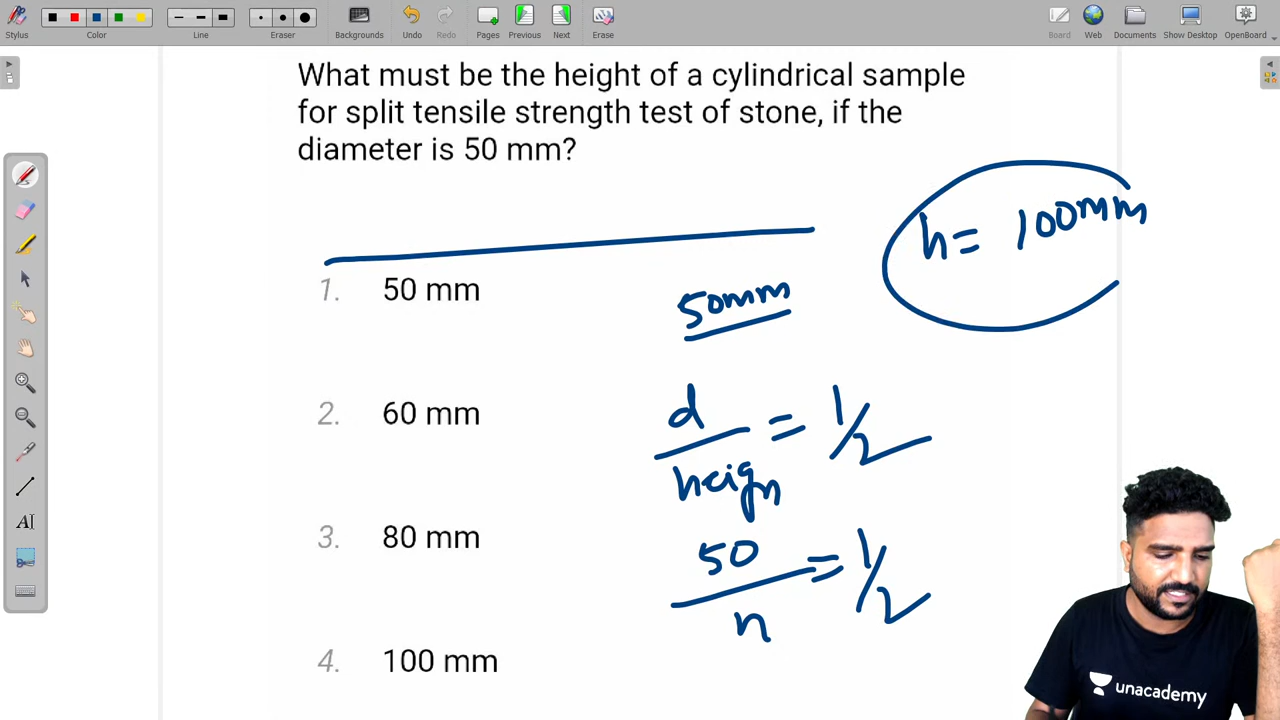 Stylus Color Line Eraser Backgrounds Undo Redo Pages Previous Next Erase Board Web Documents Show Desktop OpenBoard
What must be the height of a cylindrical sample
for split tensile strength test of stone, if the
diameter is 50 mm?
h= 100mm
1. 50 mm
50mm
2. 60 mm
d
= 1/2
heign
3. 80 mm
50
= 1/2
n
4. 100 mm
unacademy